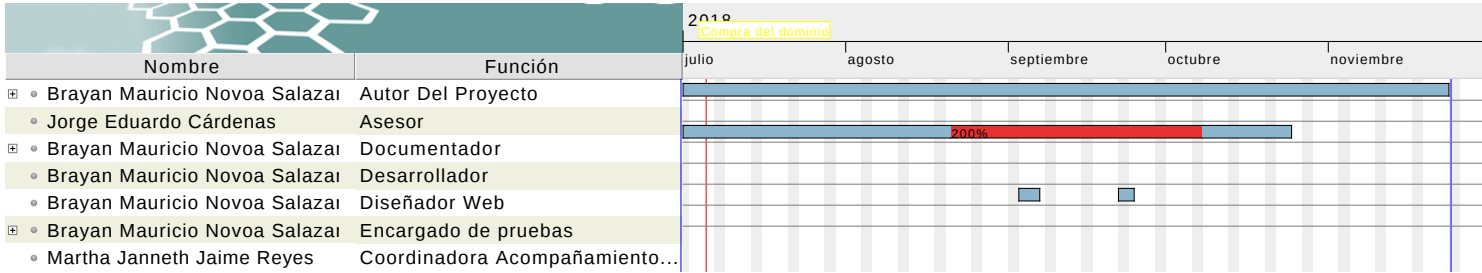 2018
Compra del dominio
Nombre Función
julio agosto septiembre octubre noviembre
Brayan Mauricio Novoa Salazar Autor Del Proyecto
Jorge Eduardo Cárdenas Asesor
200%
Brayan Mauricio Novoa Salazar Documentador
Brayan Mauricio Novoa Salazar Desarrollador
Brayan Mauricio Novoa Salazar Diseñador Web
Brayan Mauricio Novoa Salazar Encargado de pruebas
Martha Janneth Jaime Reyes Coordinadora Acompañamiento...